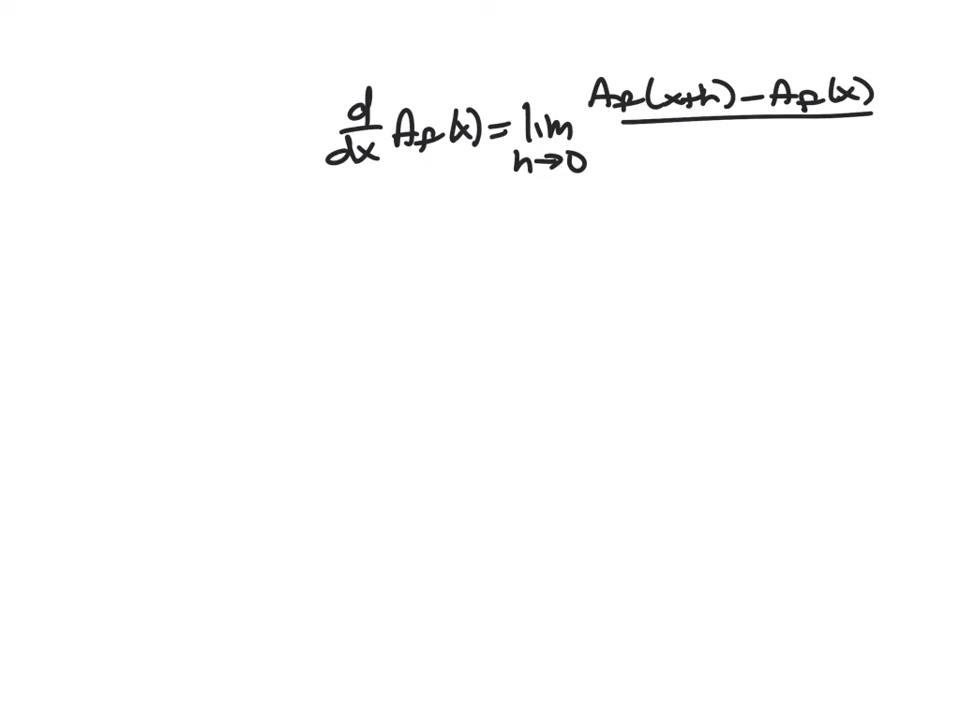 d/dx A_f(x) = lim_{h→0} A_f(x+h) - A_f(x)